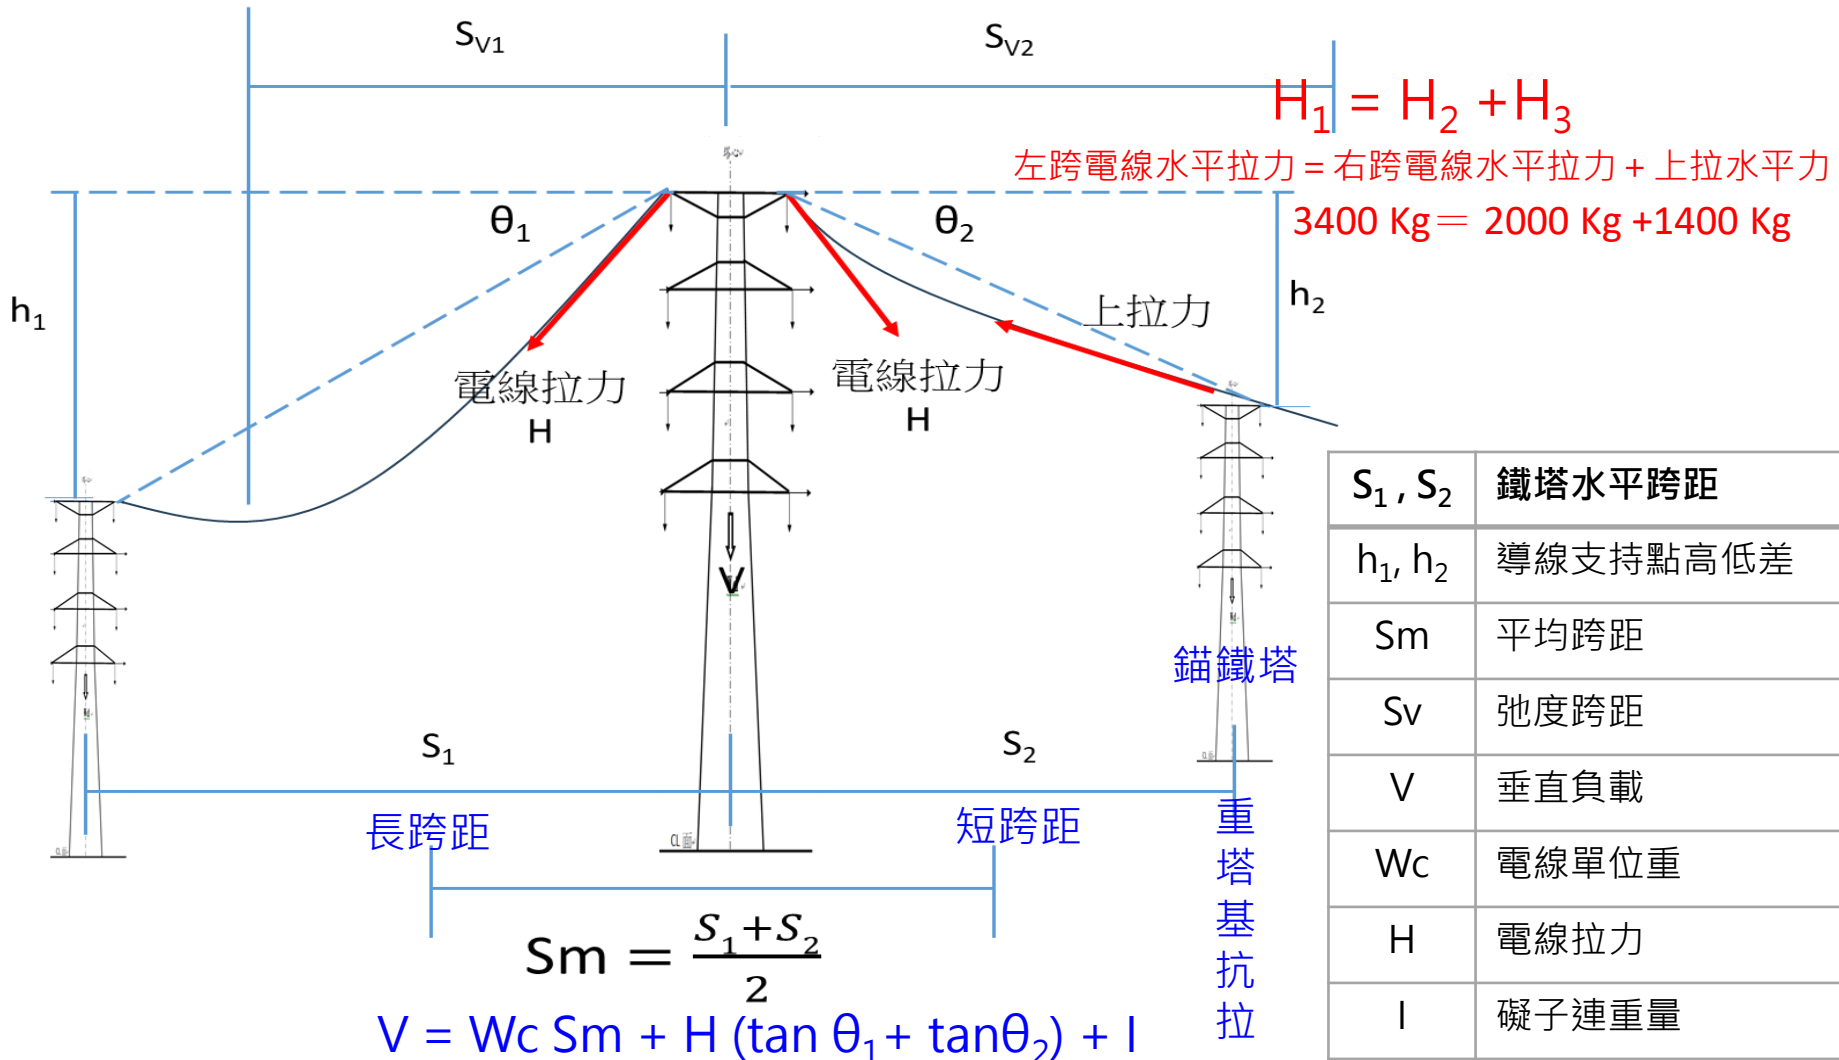 S_V1
S_V2
H₁ = H₂ + H₃
左跨電線水平拉力 = 右跨電線水平拉力 + 上拉水平力
3400 Kg = 2000 Kg +1400 Kg
θ₁
θ₂
h₁
h₂
上拉力
電線拉力
H
電線拉力
H
V
錨鐵塔
S₁
S₂
長跨距
短跨距
重塔基抗拉
Sm = (S₁+S₂)/2
V = Wc Sm + H (tan θ₁+ tanθ₂) + I
S₁ , S₂ 鐵塔水平跨距
h₁, h₂ 導線支持點高低差
Sm 平均跨距
Sv 弛度跨距
V 垂直負載
Wc 電線單位重
H 電線拉力
I 礙子連重量